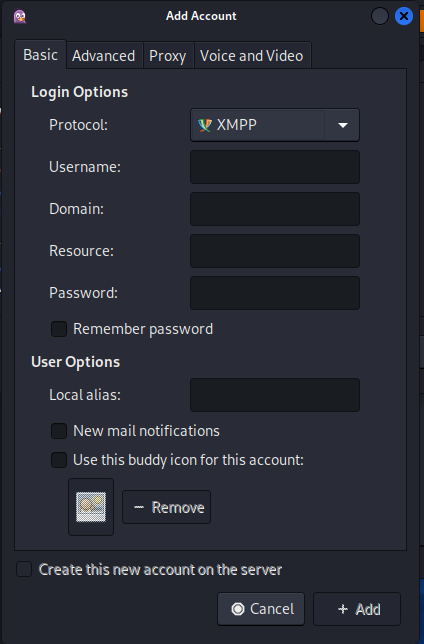 Add Account
Basic Advanced Proxy Voice and Video
Login Options
Protocol: XMPP
Username:
Domain:
Resource:
Password:
Remember password
User Options
Local alias:
New mail notifications
Use this buddy icon for this account:
Remove
Create this new account on the server
Cancel Add